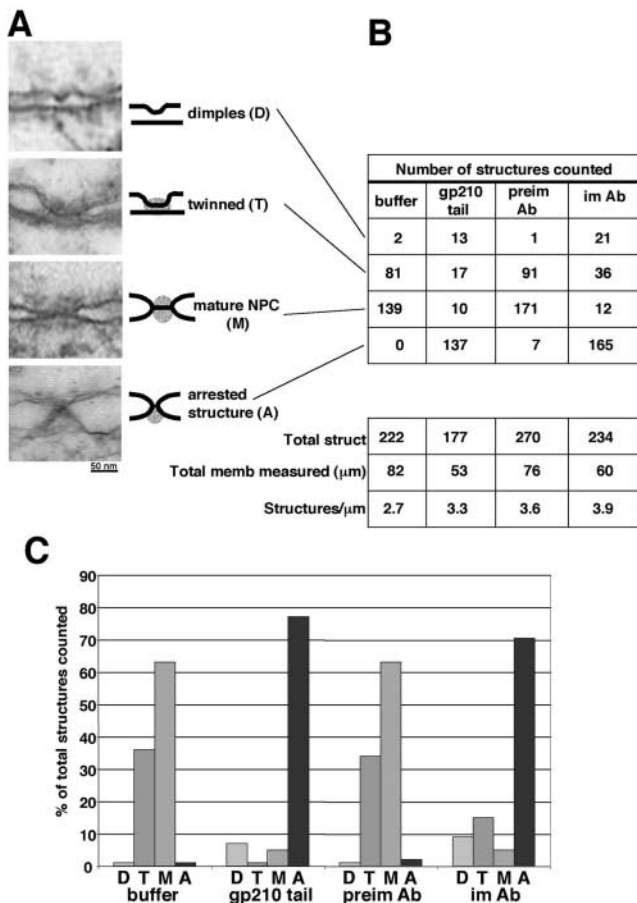 A
B
dimples (D)
twinned (T)
mature NPC
(M)
arrested
structure (A)
50 nm
Number of structures counted
buffer gp210 tail preim Ab im Ab
2 13 1 21
81 17 91 36
139 10 171 12
0 137 7 165
Total struct 222 177 270 234
Total memb measured (μm) 82 53 76 60
Structures/μm 2.7 3.3 3.6 3.9
C
% of total structures counted
90
80
70
60
50
40
30
20
10
0
D T M A D T M A D T M A D T M A
buffer gp210 tail preim Ab im Ab